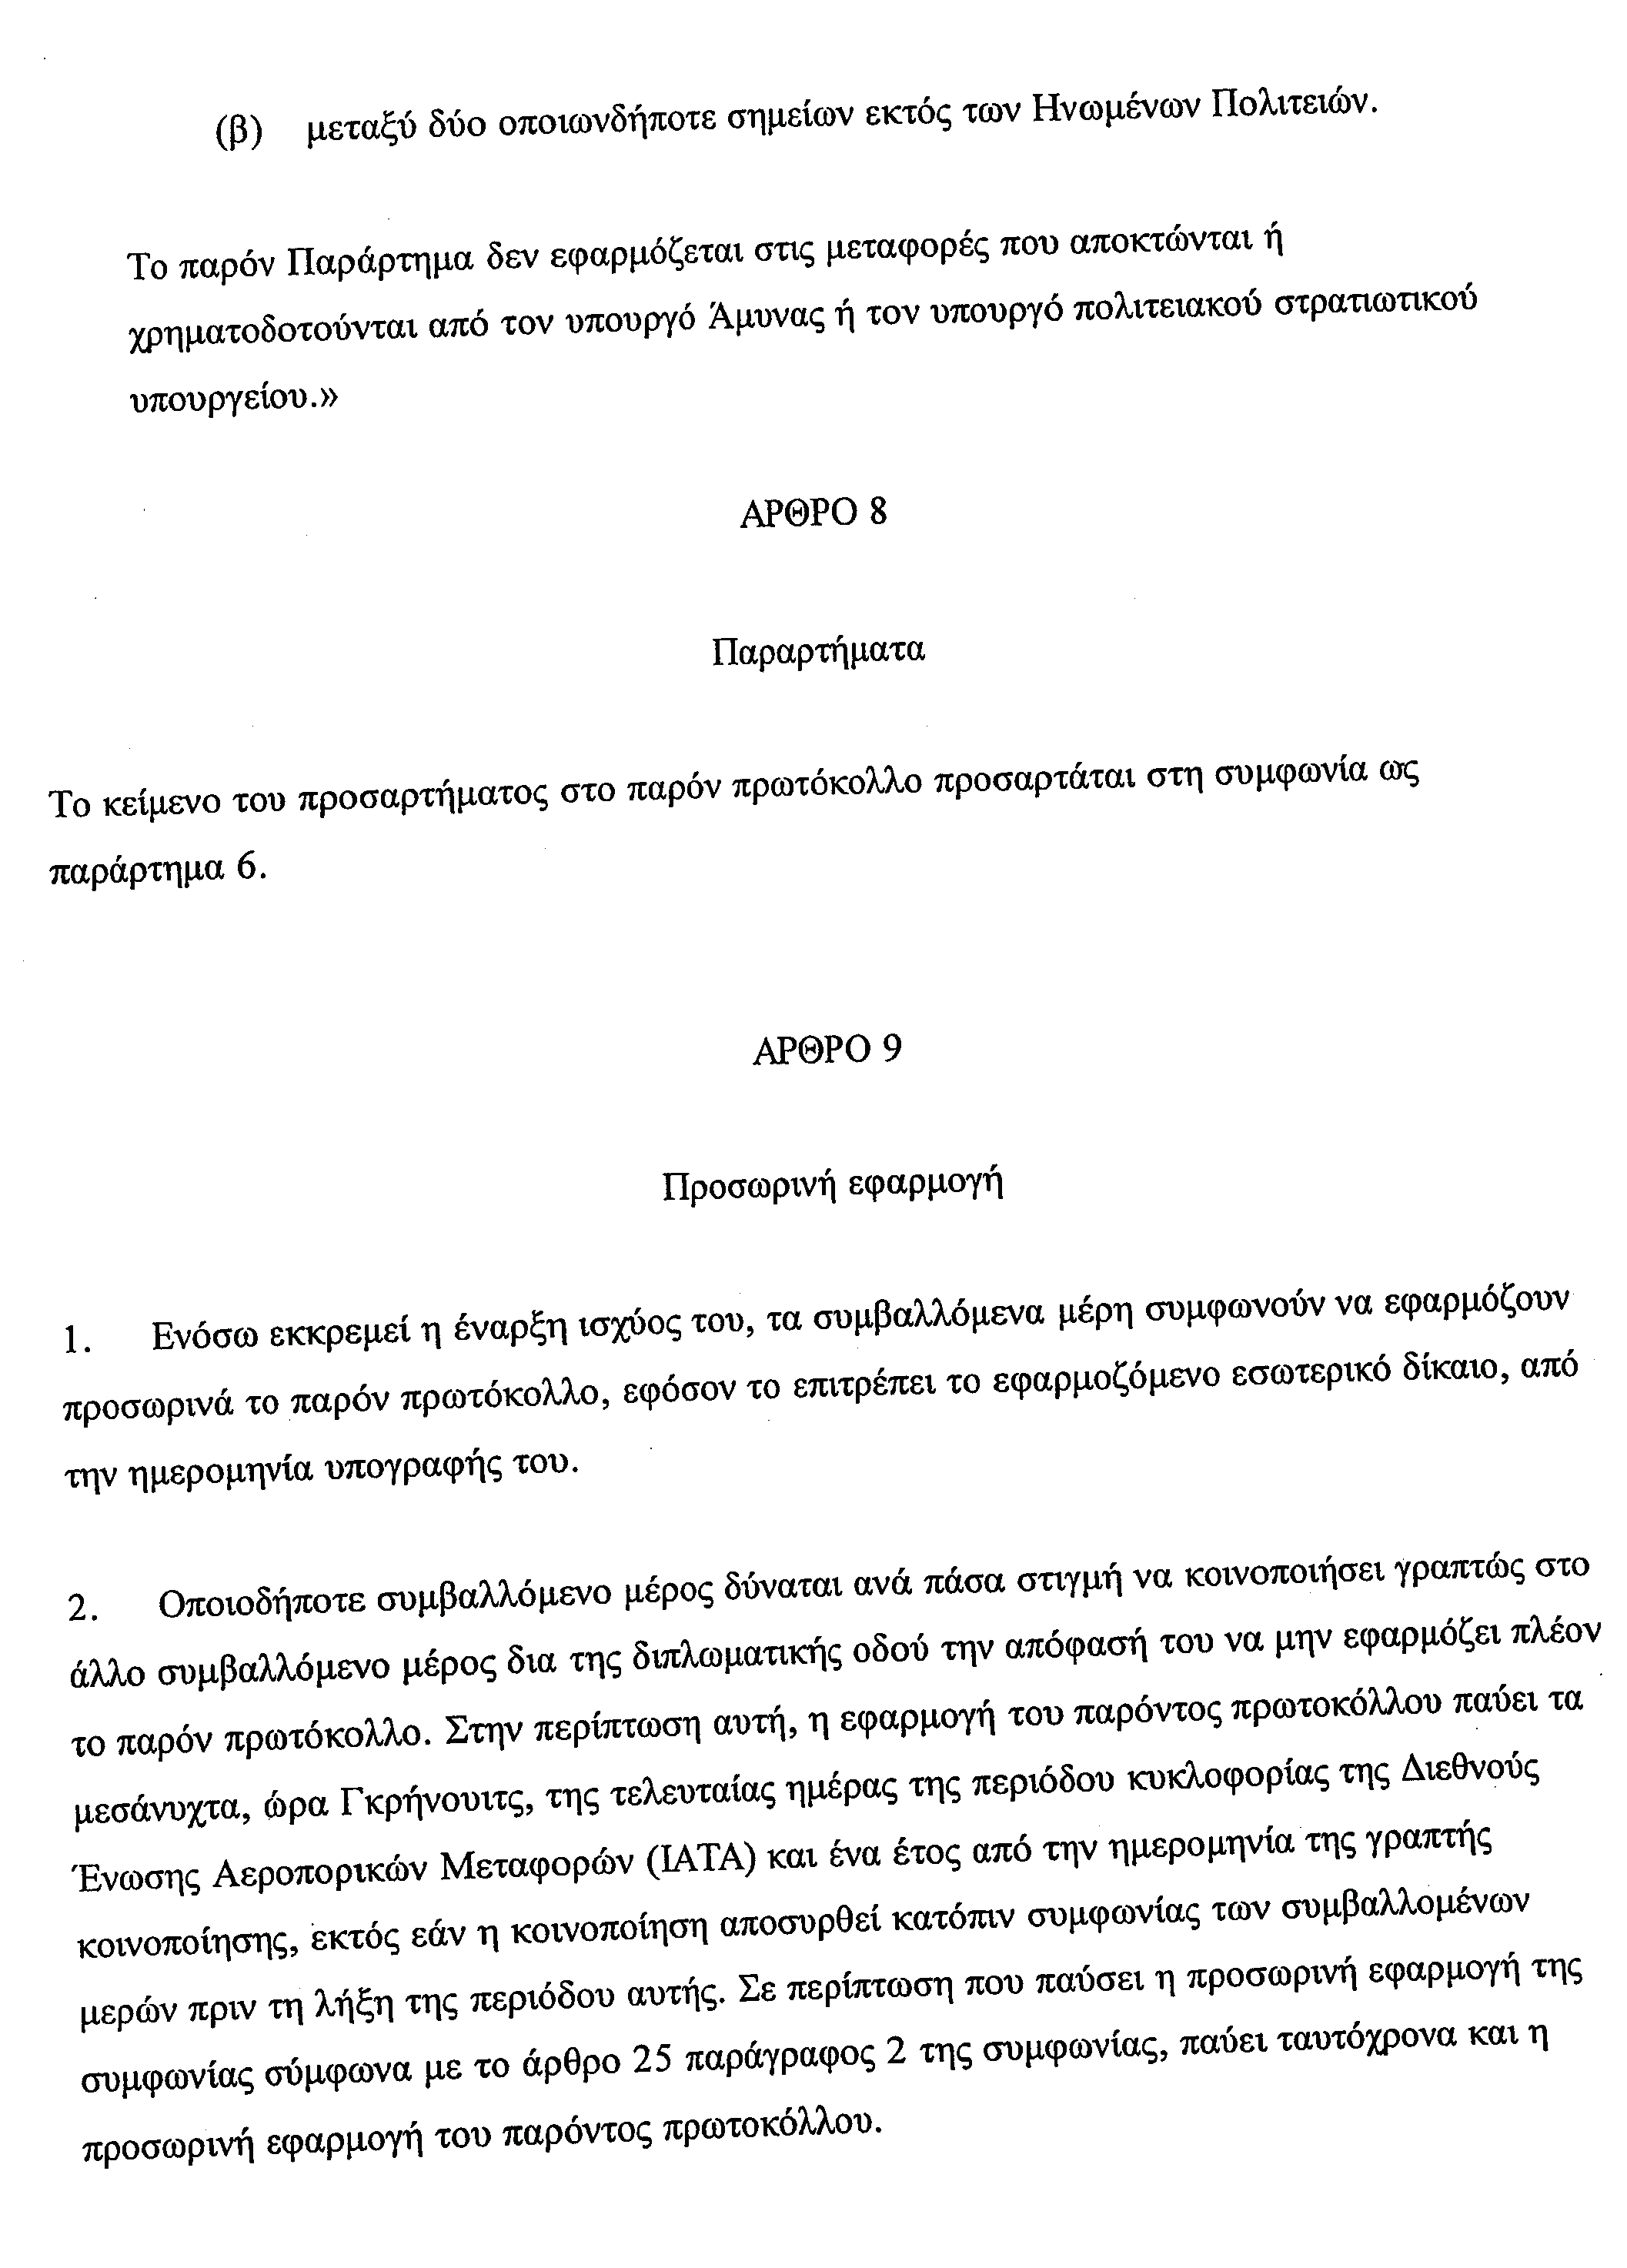 (β) μεταξύ δύο οποιωνδήποτε σημείων εκτός των Ηνωμένων Πολιτειών.
Το παρόν Παράρτημα δεν εφαρμόζεται στις μεταφορές που αποκτώνται ή
χρηματοδοτούνται από τον υπουργό Άμυνας ή τον υπουργό πολιτειακού στρατιωτικού
υπουργείου.»
ΑΡΘΡΟ 8
Παραρτήματα
Το κείμενο του προσαρτήματος στο παρόν πρωτόκολλο προσαρτάται στη συμφωνία ως
παράρτημα 6.
ΑΡΘΡΟ 9
Προσωρινή εφαρμογή
1. Ενόσω εκκρεμεί η έναρξη ισχύος του, τα συμβαλλόμενα μέρη συμφωνούν να εφαρμόζουν
προσωρινά το παρόν πρωτόκολλο, εφόσον το επιτρέπει το εφαρμοζόμενο εσωτερικό δίκαιο, από
την ημερομηνία υπογραφής του.
2. Οποιοδήποτε συμβαλλόμενο μέρος δύναται ανά πάσα στιγμή να κοινοποιήσει γραπτώς στο
άλλο συμβαλλόμενο μέρος δια της διπλωματικής οδού την απόφασή του να μην εφαρμόζει πλέον
το παρόν πρωτόκολλο. Στην περίπτωση αυτή, η εφαρμογή του παρόντος πρωτοκόλλου παύει τα
μεσάνυχτα, ώρα Γκρήνουιτς, της τελευταίας ημέρας της περιόδου κυκλοφορίας της Διεθνούς
Ένωσης Αεροπορικών Μεταφορών (IATA) και ένα έτος από την ημερομηνία της γραπτής
κοινοποίησης, εκτός εάν η κοινοποίηση αποσυρθεί κατόπιν συμφωνίας των συμβαλλομένων
μερών πριν τη λήξη της περιόδου αυτής. Σε περίπτωση που παύσει η προσωρινή εφαρμογή της
συμφωνίας σύμφωνα με το άρθρο 25 παράγραφος 2 της συμφωνίας, παύει ταυτόχρονα και η
προσωρινή εφαρμογή του παρόντος πρωτοκόλλου.